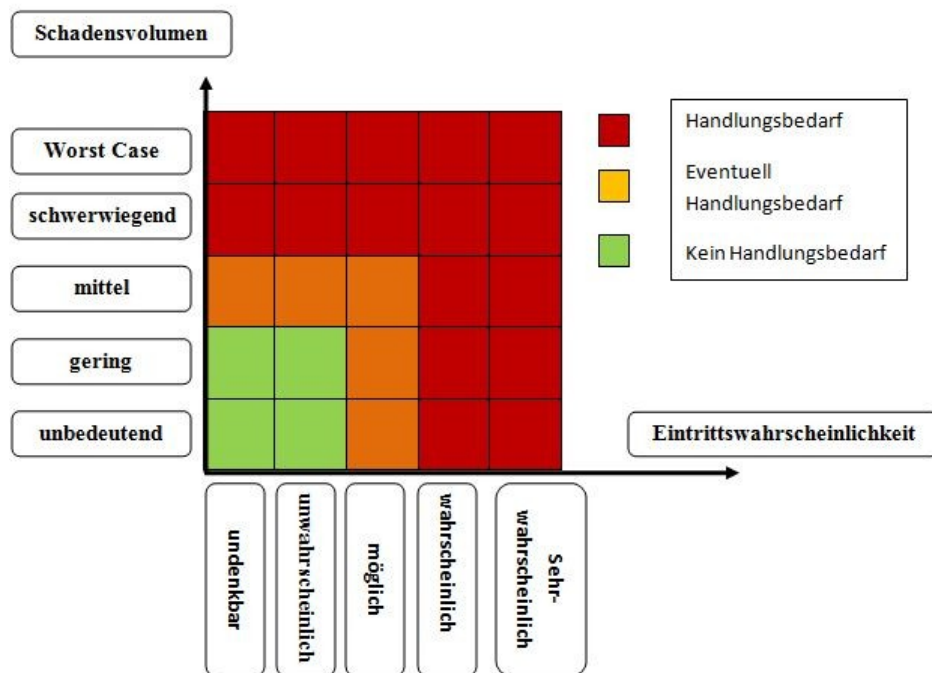 Schadensvolumen
Worst Case
schwerwiegend
mittel
gering
unbedeutend
Handlungsbedarf
Eventuell
Handlungsbedarf
Kein Handlungsbedarf
Eintrittswahrscheinlichkeit
undenkbar
unwahrscheinlich
möglich
wahrscheinlich
Sehr-
wahrscheinlich